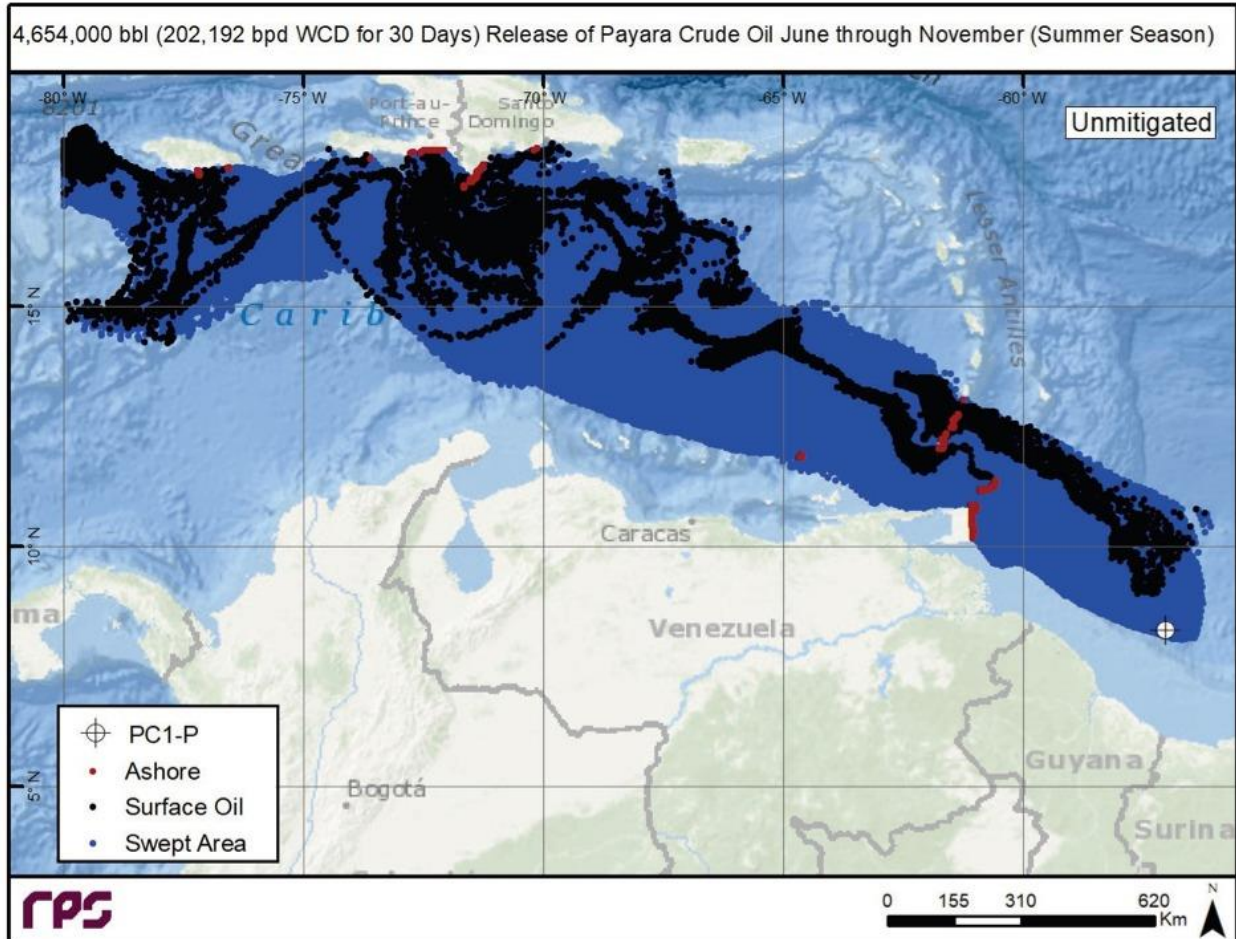 4,654,000 bbl (202,192 bpd WCD for 30 Days) Release of Payara Crude Oil June through November (Summer Season)
-80° W
-75° W
-70° W
-65° W
-60° W
Port-au-
Prince
Santo
Domingo
Unmitigated
Grea
Lesser Antilles
15° N
Carib
10° N
Caracas
ma
Venezuela
PC1-P
Ashore
Surface Oil
Swept Area
Guyana
5° N
Bogotá
Surina
rps
0 155 310 620
Km
N